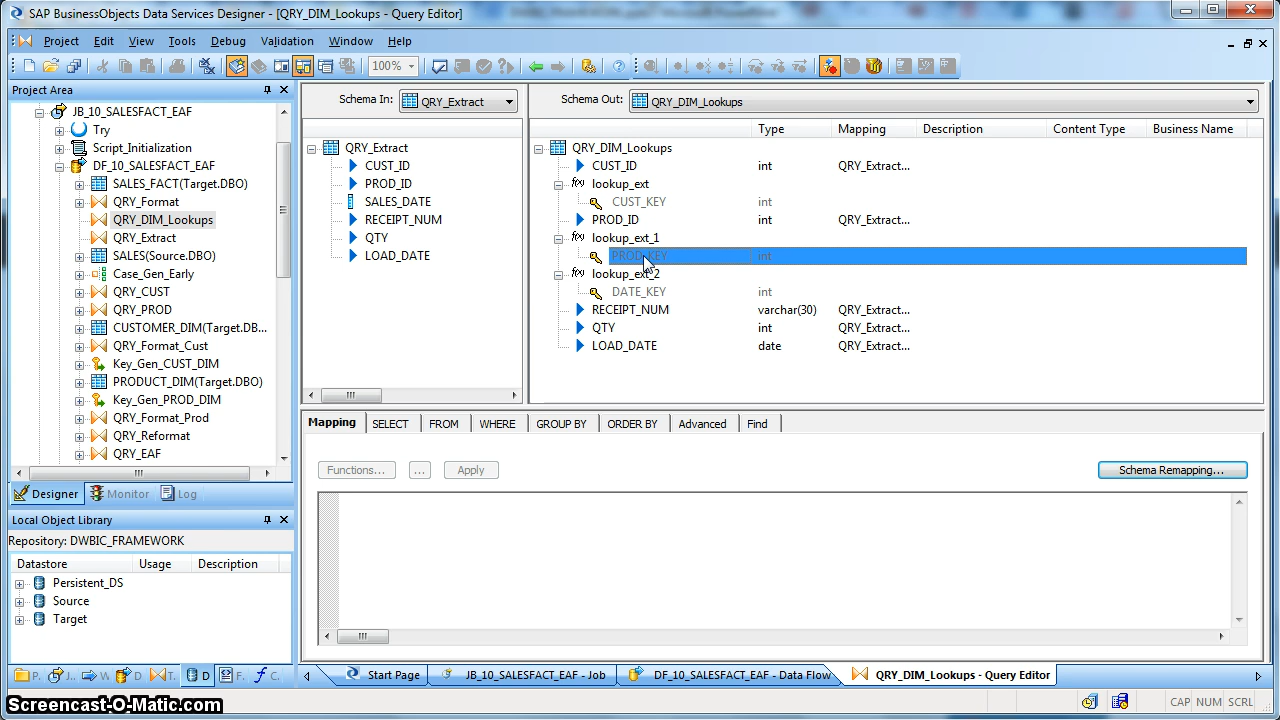 SAP BusinessObjects Data Services Designer - [QRY_DIM_Lookups - Query Editor]
Project Edit View Tools Debug Validation Window Help
100%
Project Area
JB_10_SALESFACT_EAF
Try
Script_Initialization
DF_10_SALESFACT_EAF
SALES_FACT(Target.DBO)
QRY_Format
QRY_DIM_Lookups
QRY_Extract
SALES(Source.DBO)
Case_Gen_Early
QRY_CUST
QRY_PROD
CUSTOMER_DIM(Target.DB...
QRY_Format_Cust
Key_Gen_CUST_DIM
PRODUCT_DIM(Target.DBO)
Key_Gen_PROD_DIM
QRY_Format_Prod
QRY_Reformat
QRY_EAF
Designer Monitor Log
Local Object Library
Repository: DWBIC_FRAMEWORK
Datastore Usage Description
Persistent_DS
Source
Target
P. J.. W D T. D F. C.
Schema In: QRY_Extract
QRY_Extract
CUST_ID
PROD_ID
SALES_DATE
RECEIPT_NUM
QTY
LOAD_DATE
Schema Out: QRY_DIM_Lookups
Type Mapping Description Content Type Business Name
QRY_DIM_Lookups
CUST_ID int QRY_Extract...
lookup_ext
CUST_KEY int
PROD_ID int QRY_Extract...
lookup_ext_1
PROD_KEY int
lookup_ext_2
DATE_KEY int
RECEIPT_NUM varchar(30) QRY_Extract...
QTY int QRY_Extract...
LOAD_DATE date QRY_Extract...
Mapping SELECT FROM WHERE GROUP BY ORDER BY Advanced Find
Functions... ... Apply Schema Remapping...
Start Page JB_10_SALESFACT_EAF - Job DF_10_SALESFACT_EAF - Data Flow QRY_DIM_Lookups - Query Editor
CAP NUM SCRL
Screencast-O-Matic.com